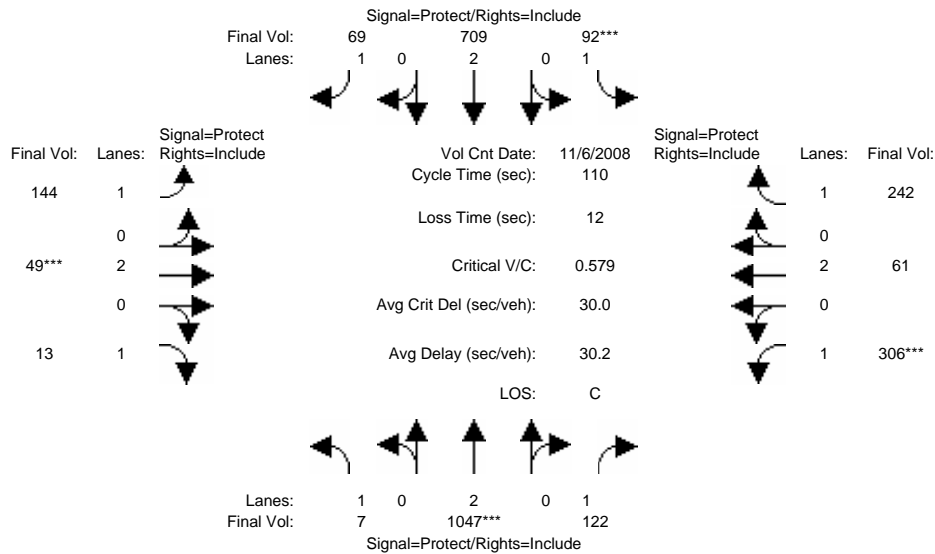 Signal=Protect/Rights=Include
Final Vol: 69 709 92***
Lanes: 1 0 2 0 1
Signal=Protect
Final Vol: Lanes: Rights=Include
Vol Cnt Date: 11/6/2008
Signal=Protect
Rights=Include Lanes: Final Vol:
Cycle Time (sec): 110
144 1 1 242
Loss Time (sec): 12
0 0
49*** 2 Critical V/C: 0.579 2 61
0 Avg Crit Del (sec/veh): 30.0 0
13 1 Avg Delay (sec/veh): 30.2 1 306***
LOS: C
Lanes: 1 0 2 0 1
Final Vol: 7 1047*** 122
Signal=Protect/Rights=Include